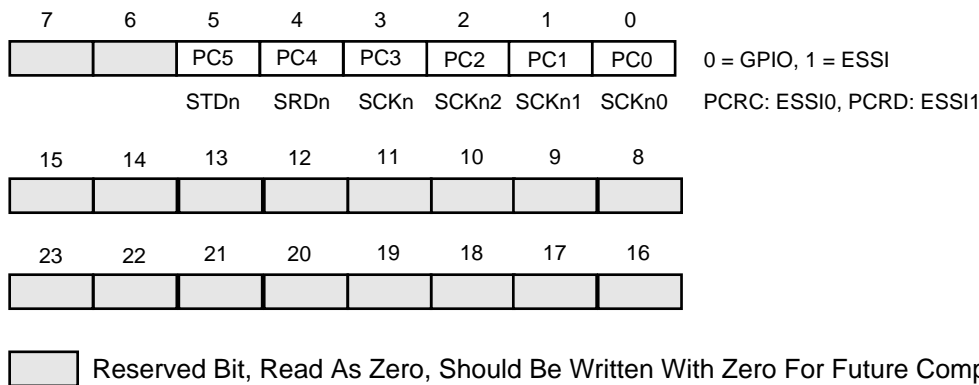 7 6 5 4 3 2 1 0
PC5 PC4 PC3 PC2 PC1 PC0 0 = GPIO, 1 = ESSI
STDn SRDn SCKn SCKn2 SCKn1 SCKn0 PCRC: ESSI0, PCRD: ESSI1
15 14 13 12 11 10 9 8
23 22 21 20 19 18 17 16
Reserved Bit, Read As Zero, Should Be Written With Zero For Future